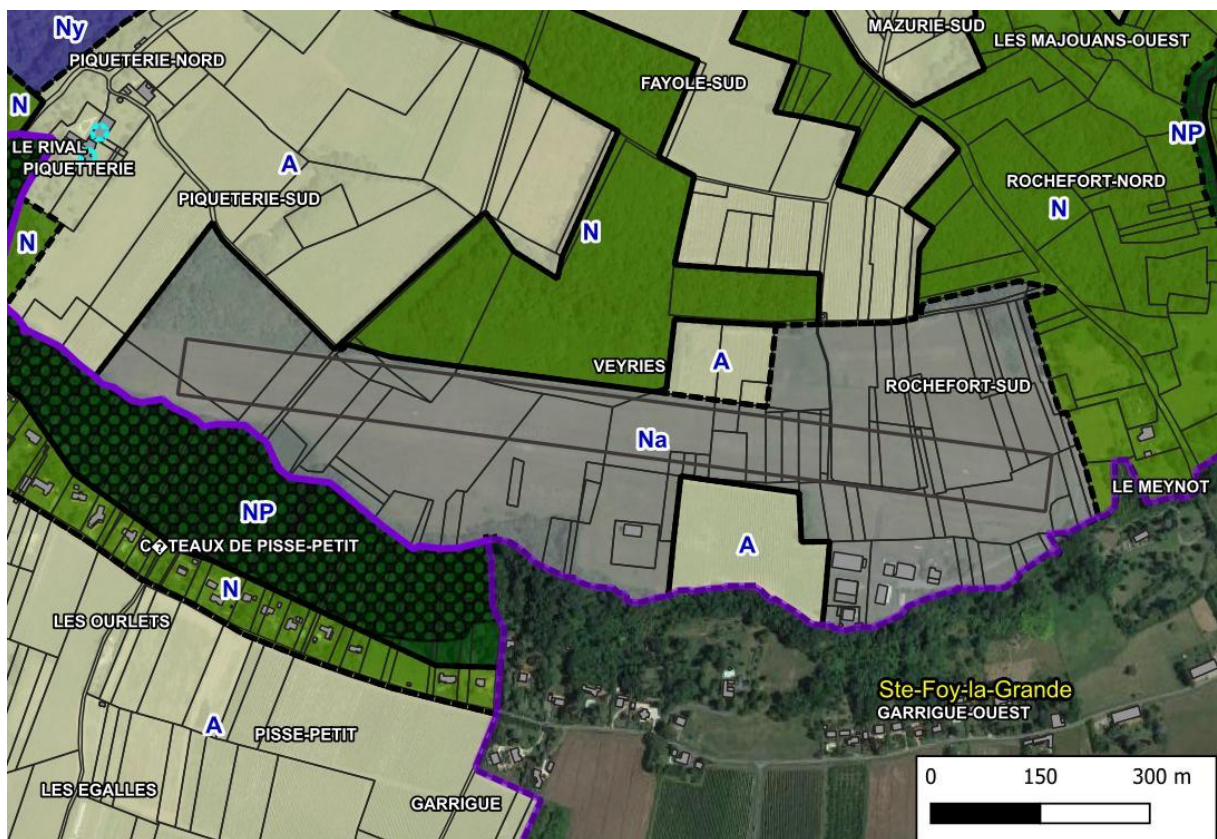 Ny
MAZURIE-SUD
LES MAJOUANS-OUEST
PIQUETERIE-NORD
FAYOLE-SUD
N
NP
LE RIVAL
PIQUETTERIE
A
ROCHEFORT-NORD
PIQUETERIE-SUD
N
N
N
VEYRIES
A
ROCHEFORT-SUD
Na
LE MEYNOT
NP
C�TEAUX DE PISSE-PETIT
A
N
LES OURLETS
Ste-Foy-la-Grande
GARRIGUE-OUEST
A
PISSE-PETIT
LES EGALLES
GARRIGUE
0 150 300 m